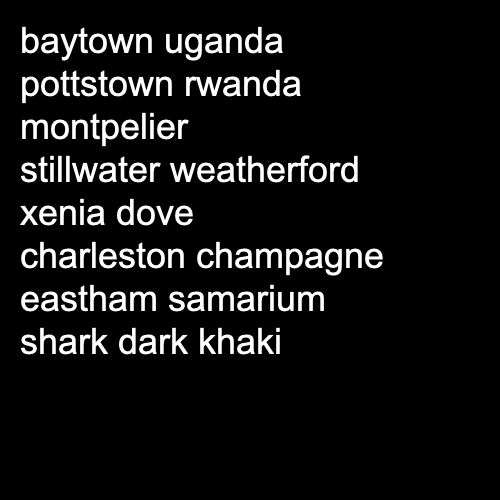 baytown uganda
pottstown rwanda
montpelier
stillwater weatherford
xenia dove
charleston champagne
eastham samarium
shark dark khaki